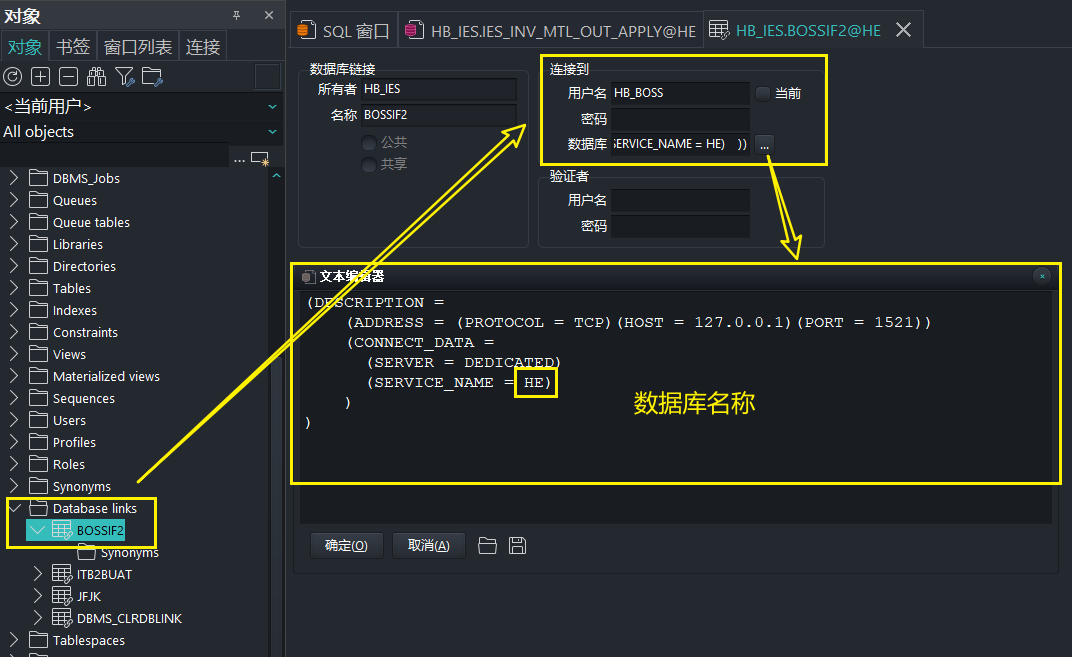 对象
对象 书签 窗口列表 连接
<当前用户>
All objects
...
DBMS_Jobs
Queues
Queue tables
Libraries
Directories
Tables
Indexes
Constraints
Views
Materialized views
Sequences
Users
Profiles
Roles
Synonyms
Database links
BOSSIF2
Synonyms
ITB2BUAT
JFJK
DBMS_CLRDBLINK
Tablespaces
SQL 窗口
HB_IES.IES_INV_MTL_OUT_APPLY@HE
HB_IES.BOSSIF2@HE
数据库链接
所有者 HB_IES
名称 BOSSIF2
公共
共享
连接到
用户名 HB_BOSS 当前
密码
数据库 SERVICE_NAME = HE) )) ...
验证者
用户名
密码
文本编辑器
(DESCRIPTION =
(ADDRESS = (PROTOCOL = TCP)(HOST = 127.0.0.1)(PORT = 1521))
(CONNECT_DATA =
(SERVER = DEDICATED)
(SERVICE_NAME = HE)
)
)
数据库名称
确定(O) 取消(A)